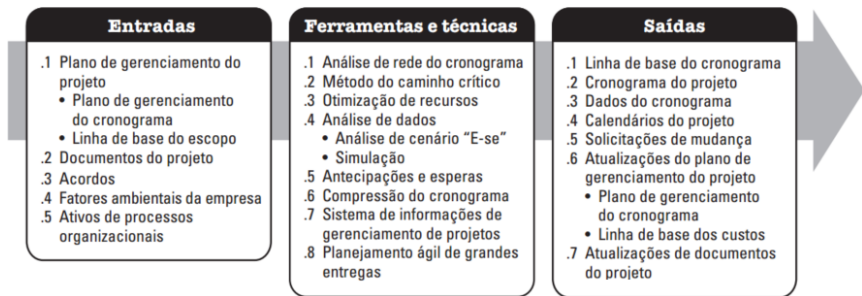 Entradas
.1 Plano de gerenciamento do
projeto
• Plano de gerenciamento
do cronograma
• Linha de base do escopo
.2 Documentos do projeto
.3 Acordos
.4 Fatores ambientais da empresa
.5 Ativos de processos
organizacionais
Ferramentas e técnicas
.1 Análise de rede do cronograma
.2 Método do caminho crítico
.3 Otimização de recursos
.4 Análise de dados
• Análise de cenário “E-se”
• Simulação
.5 Antecipações e esperas
.6 Compressão do cronograma
.7 Sistema de informações de
gerenciamento de projetos
.8 Planejamento ágil de grandes
entregas
Saídas
.1 Linha de base do cronograma
.2 Cronograma do projeto
.3 Dados do cronograma
.4 Calendários do projeto
.5 Solicitações de mudança
.6 Atualizações do plano de
gerenciamento do projeto
• Plano de gerenciamento
do cronograma
• Linha de base dos custos
.7 Atualizações de documentos
do projeto